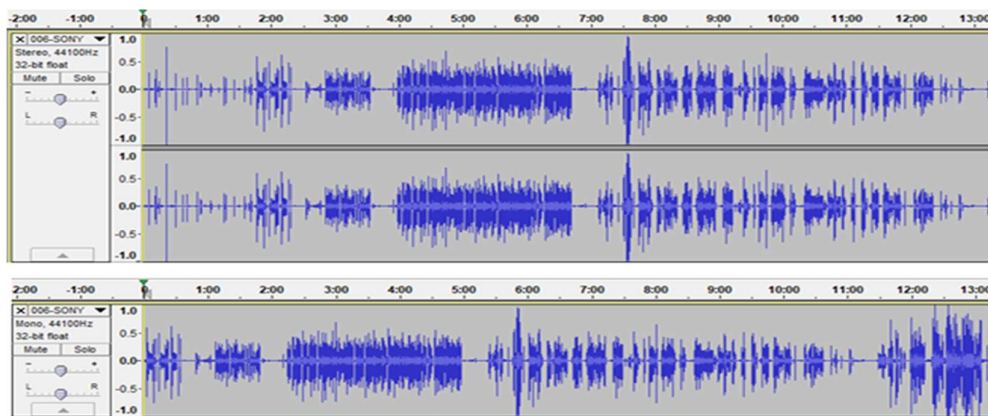 -2:00 -1:00 0 1:00 2:00 3:00 4:00 5:00 6:00 7:00 8:00 9:00 10:00 11:00 12:00 13:00
X 006-SONY 1.0
Stereo, 44100Hz
32-bit float 0.5-
Mute Solo
- + 0.0-
L R -0.5-
-1.0
1.0
0.5-
0.0-
-0.5-
-1.0
2:00 -1:00 0 1:00 2:00 3:00 4:00 5:00 6:00 7:00 8:00 9:00 10:00 11:00 12:00 13:00
X 006-SONY 1.0
Mono, 44100Hz
32-bit float 0.5-
Mute Solo
- + 0.0-
L R -0.5-
-1.0